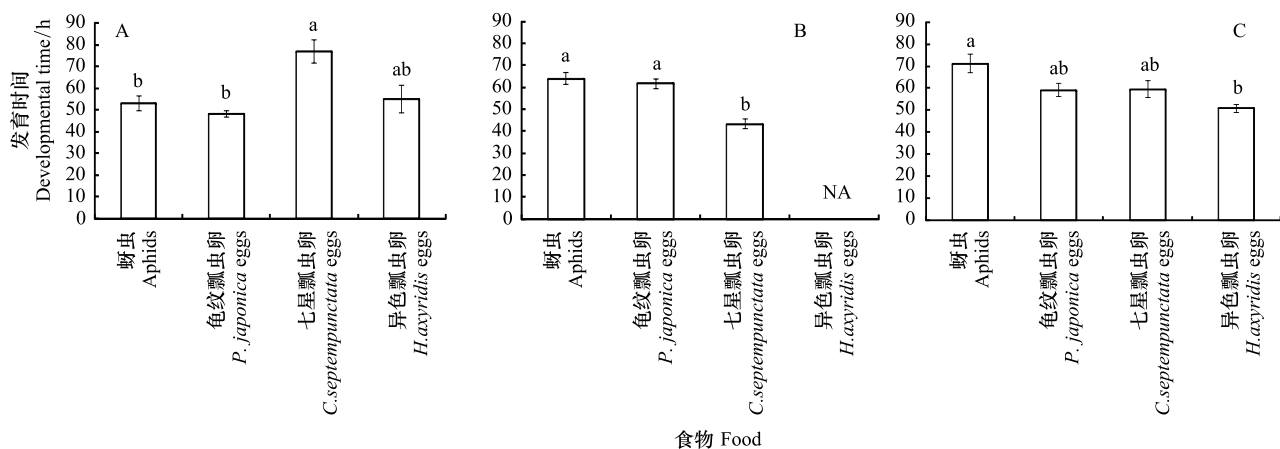 发育时间
Developmental time/h
A
90
80
70
60
50
40
30
20
10
0
b
b
a
ab
蚜虫
Aphids
龟纹瓢虫卵
P. japonica eggs
七星瓢虫卵
C.septempunctata eggs
异色瓢虫卵
H.axyridis eggs
B
90
80
70
60
50
40
30
20
10
0
a
a
b
NA
蚜虫
Aphids
龟纹瓢虫卵
P. japonica eggs
七星瓢虫卵
C.septempunctata eggs
异色瓢虫卵
H.axyridis eggs
C
90
80
70
60
50
40
30
20
10
0
a
ab
ab
b
蚜虫
Aphids
龟纹瓢虫卵
P. japonica eggs
七星瓢虫卵
C.septempunctata eggs
异色瓢虫卵
H.axyridis eggs
食物 Food